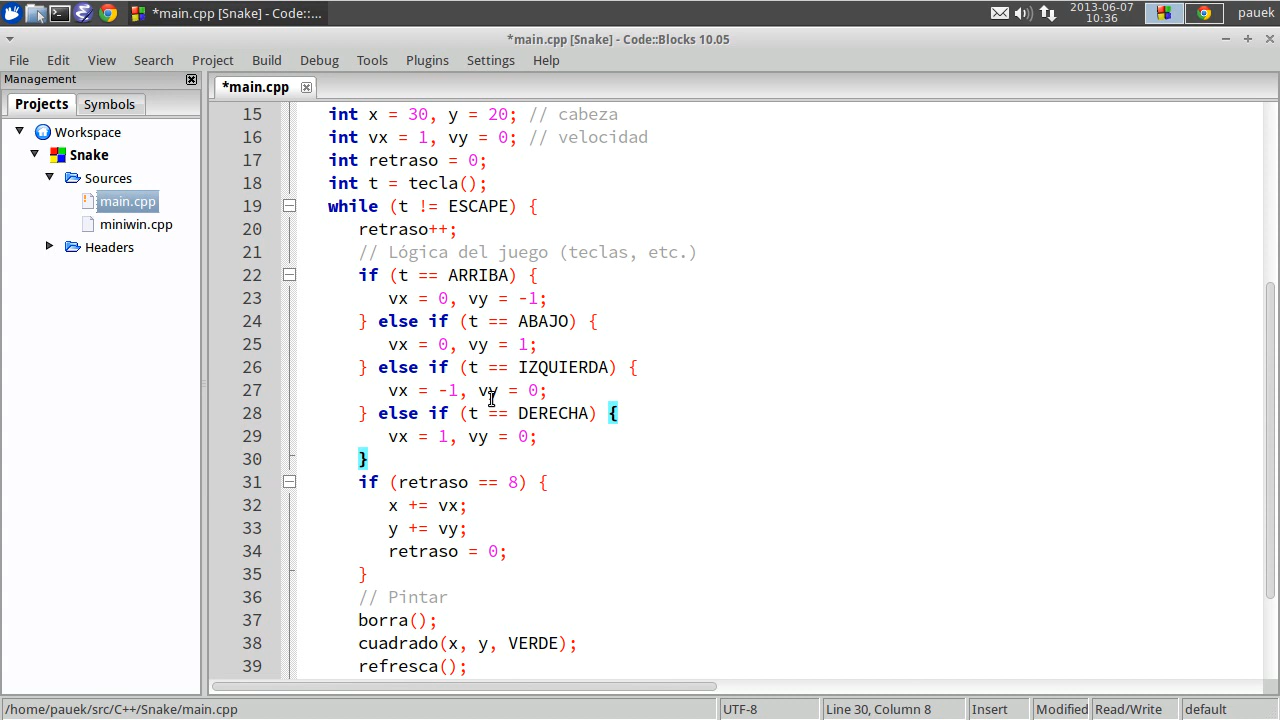 *main.cpp [Snake] - Code::...
2013-06-07
10:36
pauek
*main.cpp [Snake] - Code::Blocks 10.05
File Edit View Search Project Build Debug Tools Plugins Settings Help
Management
Projects Symbols
Workspace
Snake
Sources
main.cpp
miniwin.cpp
Headers
*main.cpp
15 int x = 30, y = 20; // cabeza
16 int vx = 1, vy = 0; // velocidad
17 int retraso = 0;
18 int t = tecla();
19 while (t != ESCAPE) {
20 retraso++;
21 // Lógica del juego (teclas, etc.)
22 if (t == ARRIBA) {
23 vx = 0, vy = -1;
24 } else if (t == ABAJO) {
25 vx = 0, vy = 1;
26 } else if (t == IZQUIERDA) {
27 vx = -1, vy = 0;
28 } else if (t == DERECHA) {
29 vx = 1, vy = 0;
30 }
31 if (retraso == 8) {
32 x += vx;
33 y += vy;
34 retraso = 0;
35 }
36 // Pintar
37 borra();
38 cuadrado(x, y, VERDE);
39 refresca();
/home/pauek/src/C++/Snake/main.cpp UTF-8 Line 30, Column 8 Insert Modified Read/Write default